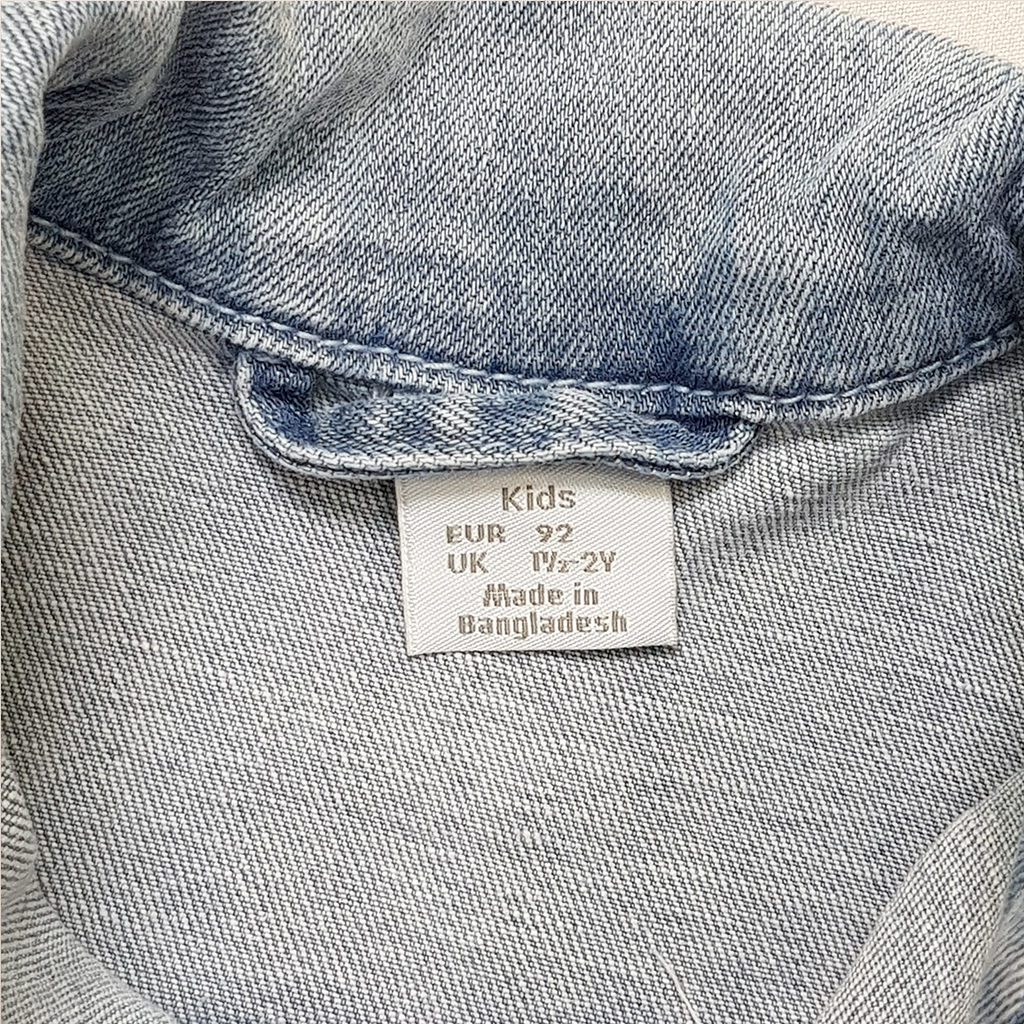 Kids
EUR 92
UK 1½-2Y
Made in
Bangladesh